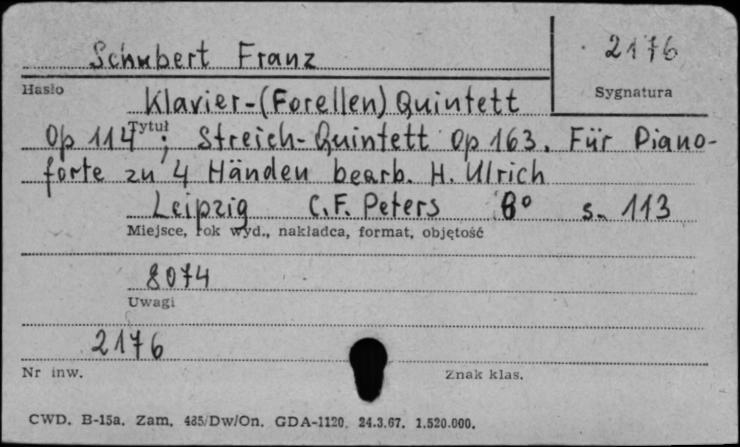 Schubert Franz
2176
Hasło
Sygnatura
Klavier-(Forellen) Quintett
Tytuł
Op 114 ; Streich-Quintett Op 163. Für Piano-
forte zu 4 Händen bearb. H. Ulrich
Leipzig C.F. Peters 8° s. 113
Miejsce, rok wyd., nakładca, format, objętość
8074
Uwagi
2176
Nr inw.
Znak klas.
CWD. B-15a. Zam. 485/Dw/On. GDA-1120. 24.3.67. 1.520.000.